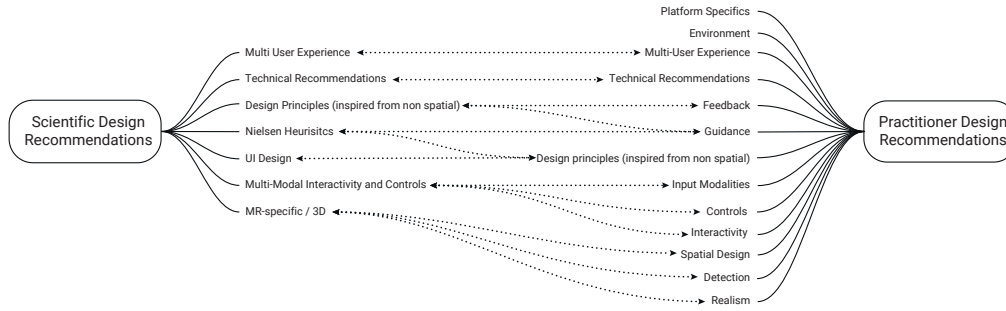 Platform Specifics
Environment
Multi User Experience
Multi-User Experience
Technical Recommendations
Technical Recommendations
Design Principles (inspired from non spatial)
Feedback
Scientific Design
Recommendations
Nielsen Heurisitcs
Guidance
Practitioner Design
Recommendations
UI Design
Design principles (inspired from non spatial)
Multi-Modal Interactivity and Controls
Input Modalities
MR-specific / 3D
Controls
Interactivity
Spatial Design
Detection
Realism